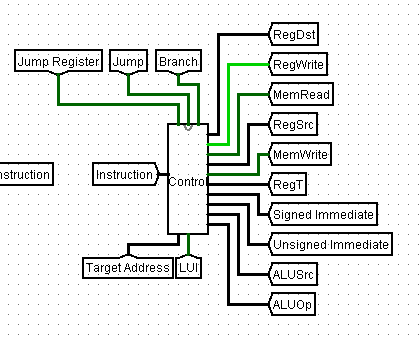 RegDst
Jump Register
Jump
Branch
RegWrite
MemRead
RegSrc
MemWrite
nstruction
Instruction
Control
RegT
Signed Immediate
Unsigned Immediate
Target Address
LUI
ALUSrc
ALUOp